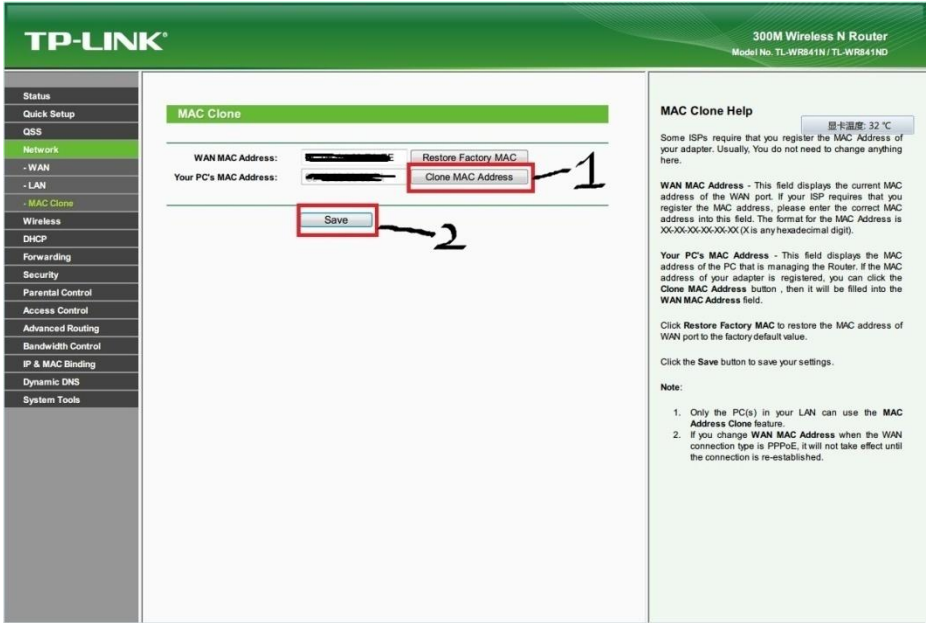 TP-LINK®
300M Wireless N Router
Model No. TL-WR841N / TL-WR841ND
Status
Quick Setup
QSS
Network
- WAN
- LAN
- MAC Clone
Wireless
DHCP
Forwarding
Security
Parental Control
Access Control
Advanced Routing
Bandwidth Control
IP & MAC Binding
Dynamic DNS
System Tools
MAC Clone
WAN MAC Address:
E
Restore Factory MAC
Your PC's MAC Address:
Clone MAC Address
1
Save
2
MAC Clone Help
显卡温度: 32 ℃
Some ISPs require that you register the MAC Address of
your adapter. Usually, You do not need to change anything
here.
WAN MAC Address - This field displays the current MAC
address of the WAN port. If your ISP requires that you
register the MAC address, please enter the correct MAC
address into this field. The format for the MAC Address is
XX-XX-XX-XX-XX-XX (X is any hexadecimal digit).
Your PC's MAC Address - This field displays the MAC
address of the PC that is managing the Router. If the MAC
address of your adapter is registered, you can click the
Clone MAC Address button , then it will be filled into the
WAN MAC Address field.
Click Restore Factory MAC to restore the MAC address of
WAN port to the factory default value.
Click the Save button to save your settings.
Note:
1. Only the PC(s) in your LAN can use the MAC
Address Clone feature.
2. If you change WAN MAC Address when the WAN
connection type is PPPoE, it will not take effect until
the connection is re-established.